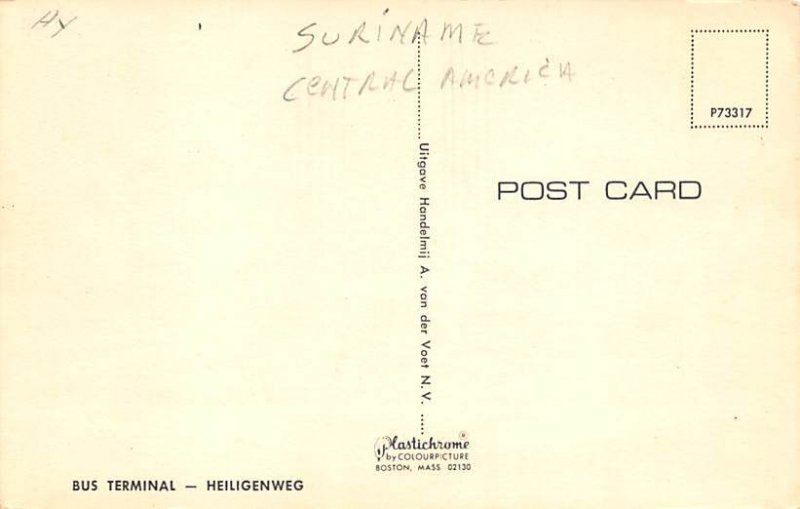 HY
SURINAME
CENTRAL AMERICA
P73317
POST CARD
Uitgave Handelmij A. van der Voet N.V.
Plastichrome®
by COLOURPICTURE
BOSTON, MASS 02130
BUS TERMINAL — HEILIGENWEG